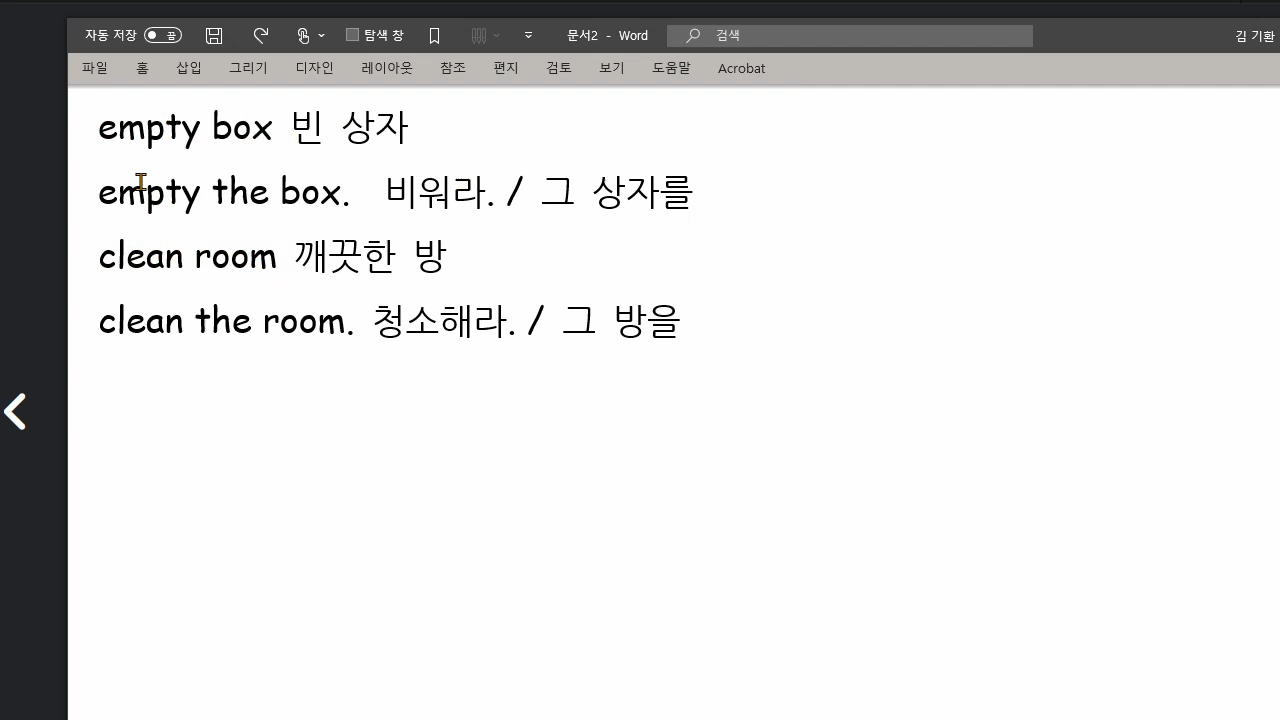 자동 저장 끔 탐색 창 문서2 - Word 검색 김 기환
파일 홈 삽입 그리기 디자인 레이아웃 참조 편지 검토 보기 도움말 Acrobat
empty box 빈 상자
empty the box. 비워라. / 그 상자를
clean room 깨끗한 방
clean the room. 청소해라. / 그 방을